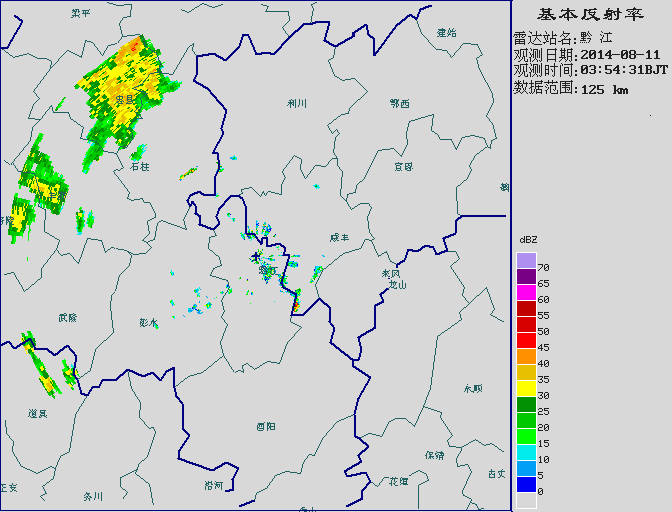 基本反射率
雷达站名: 黔 江
观测日期: 2014-08-11
观测时间: 03:54:31BJT
数据范围: 125 km
梁平
建始
忠县
利川
鄂西
石柱
宣恩
咸丰
来凤
龙山
武隆
彭水
道真
酉阳
永顺
保靖
古丈
花垣
沿河
务川
正安
dBZ
70
65
60
55
50
45
40
35
30
25
20
15
10
5
0